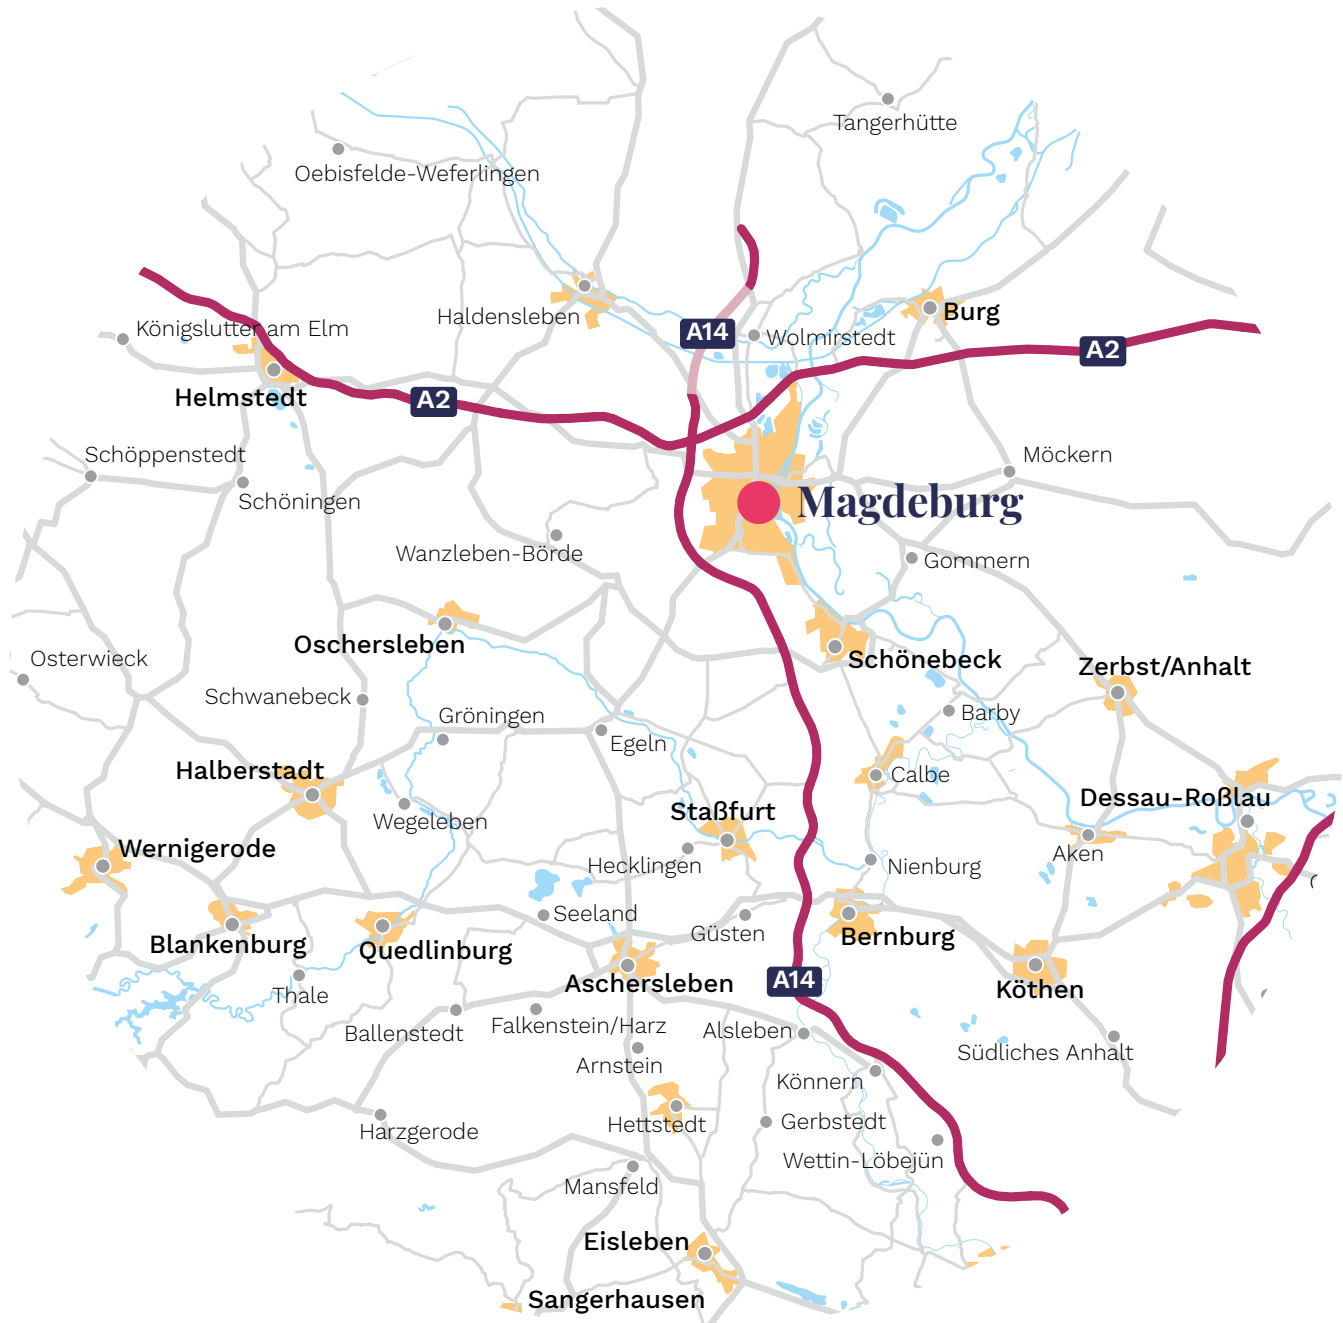 Tangerhütte
Oebisfelde-Weferlingen
Haldensleben
Burg
Königslutter am Elm
A14
Wolmirstedt
A2
Helmstedt
A2
Schöppenstedt
Möckern
Schöningen
Magdeburg
Wanzleben-Börde
Gommern
Oschersleben
Osterwieck
Schönebeck
Zerbst/Anhalt
Schwanebeck
Gröningen
Barby
Egeln
Halberstadt
Calbe
Dessau-Roßlau
Staßfurt
Wegeleben
Wernigerode
Aken
Hecklingen
Nienburg
Seeland
Güsten
Bernburg
Blankenburg
Quedlinburg
Aschersleben
A14
Köthen
Thale
Ballenstedt
Falkenstein/Harz
Alsleben
Südliches Anhalt
Arnstein
Könnern
Hettstedt
Gerbstedt
Harzgerode
Wettin-Löbejün
Mansfeld
Eisleben
Sangerhausen